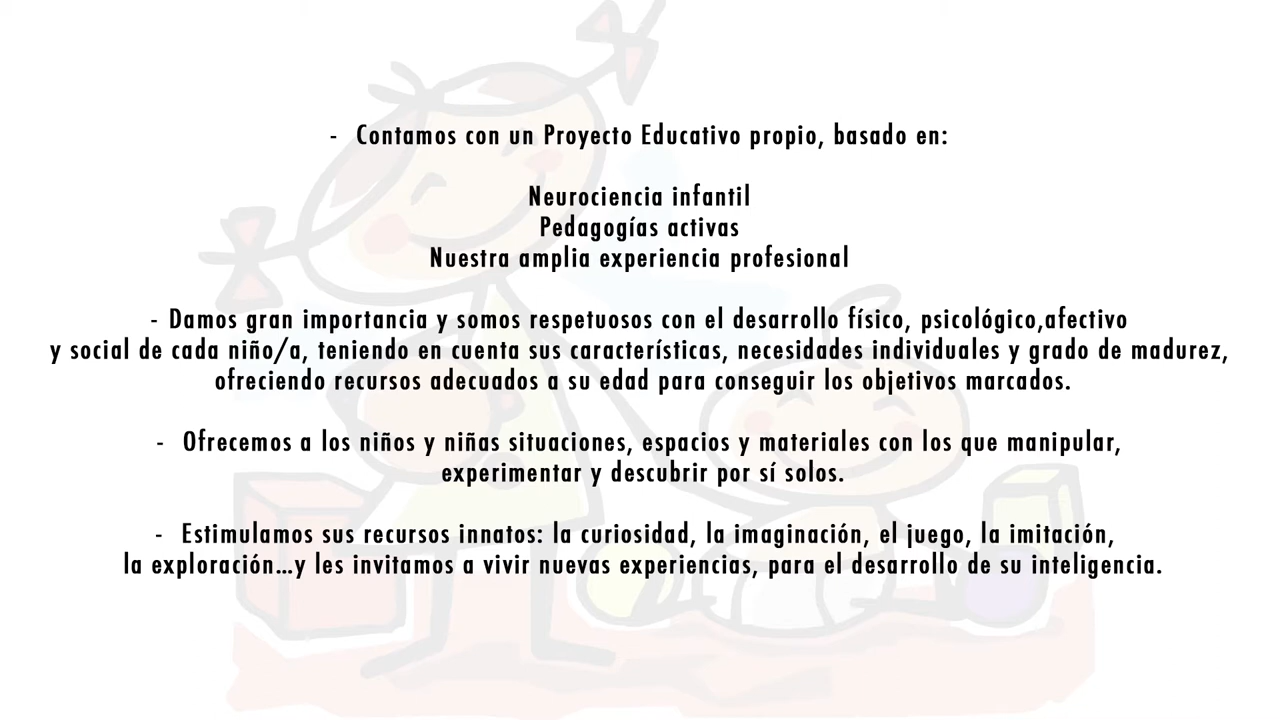 - Contamos con un Proyecto Educativo propio, basado en:
Neurociencia infantil
Pedagogías activas
Nuestra amplia experiencia profesional
- Damos gran importancia y somos respetuosos con el desarrollo físico, psicológico,afectivo
y social de cada niño/a, teniendo en cuenta sus características, necesidades individuales y grado de madurez,
ofreciendo recursos adecuados a su edad para conseguir los objetivos marcados.
- Ofrecemos a los niños y niñas situaciones, espacios y materiales con los que manipular,
experimentar y descubrir por sí solos.
- Estimulamos sus recursos innatos: la curiosidad, la imaginación, el juego, la imitación,
la exploración...y les invitamos a vivir nuevas experiencias, para el desarrollo de su inteligencia.